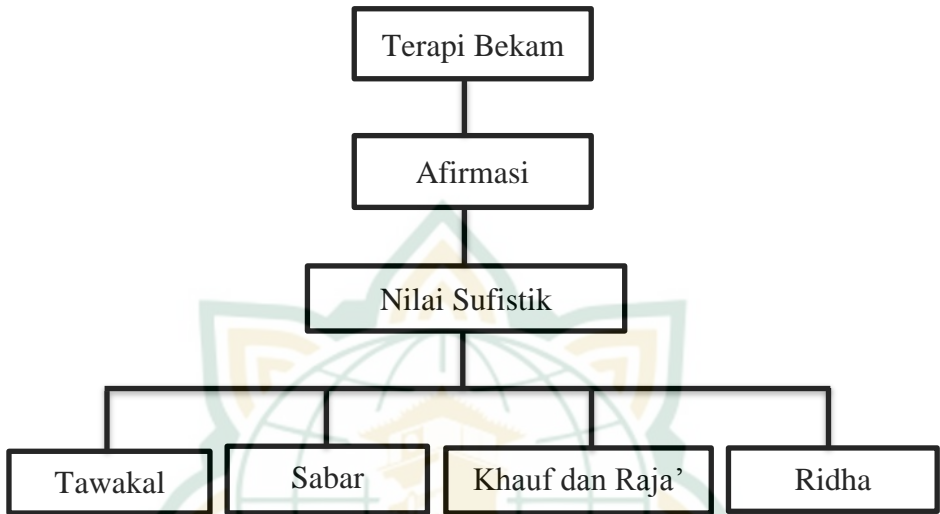 Terapi Bekam
Afirmasi
Nilai Sufistik
Tawakal
Sabar
Khauf dan Raja’
Ridha